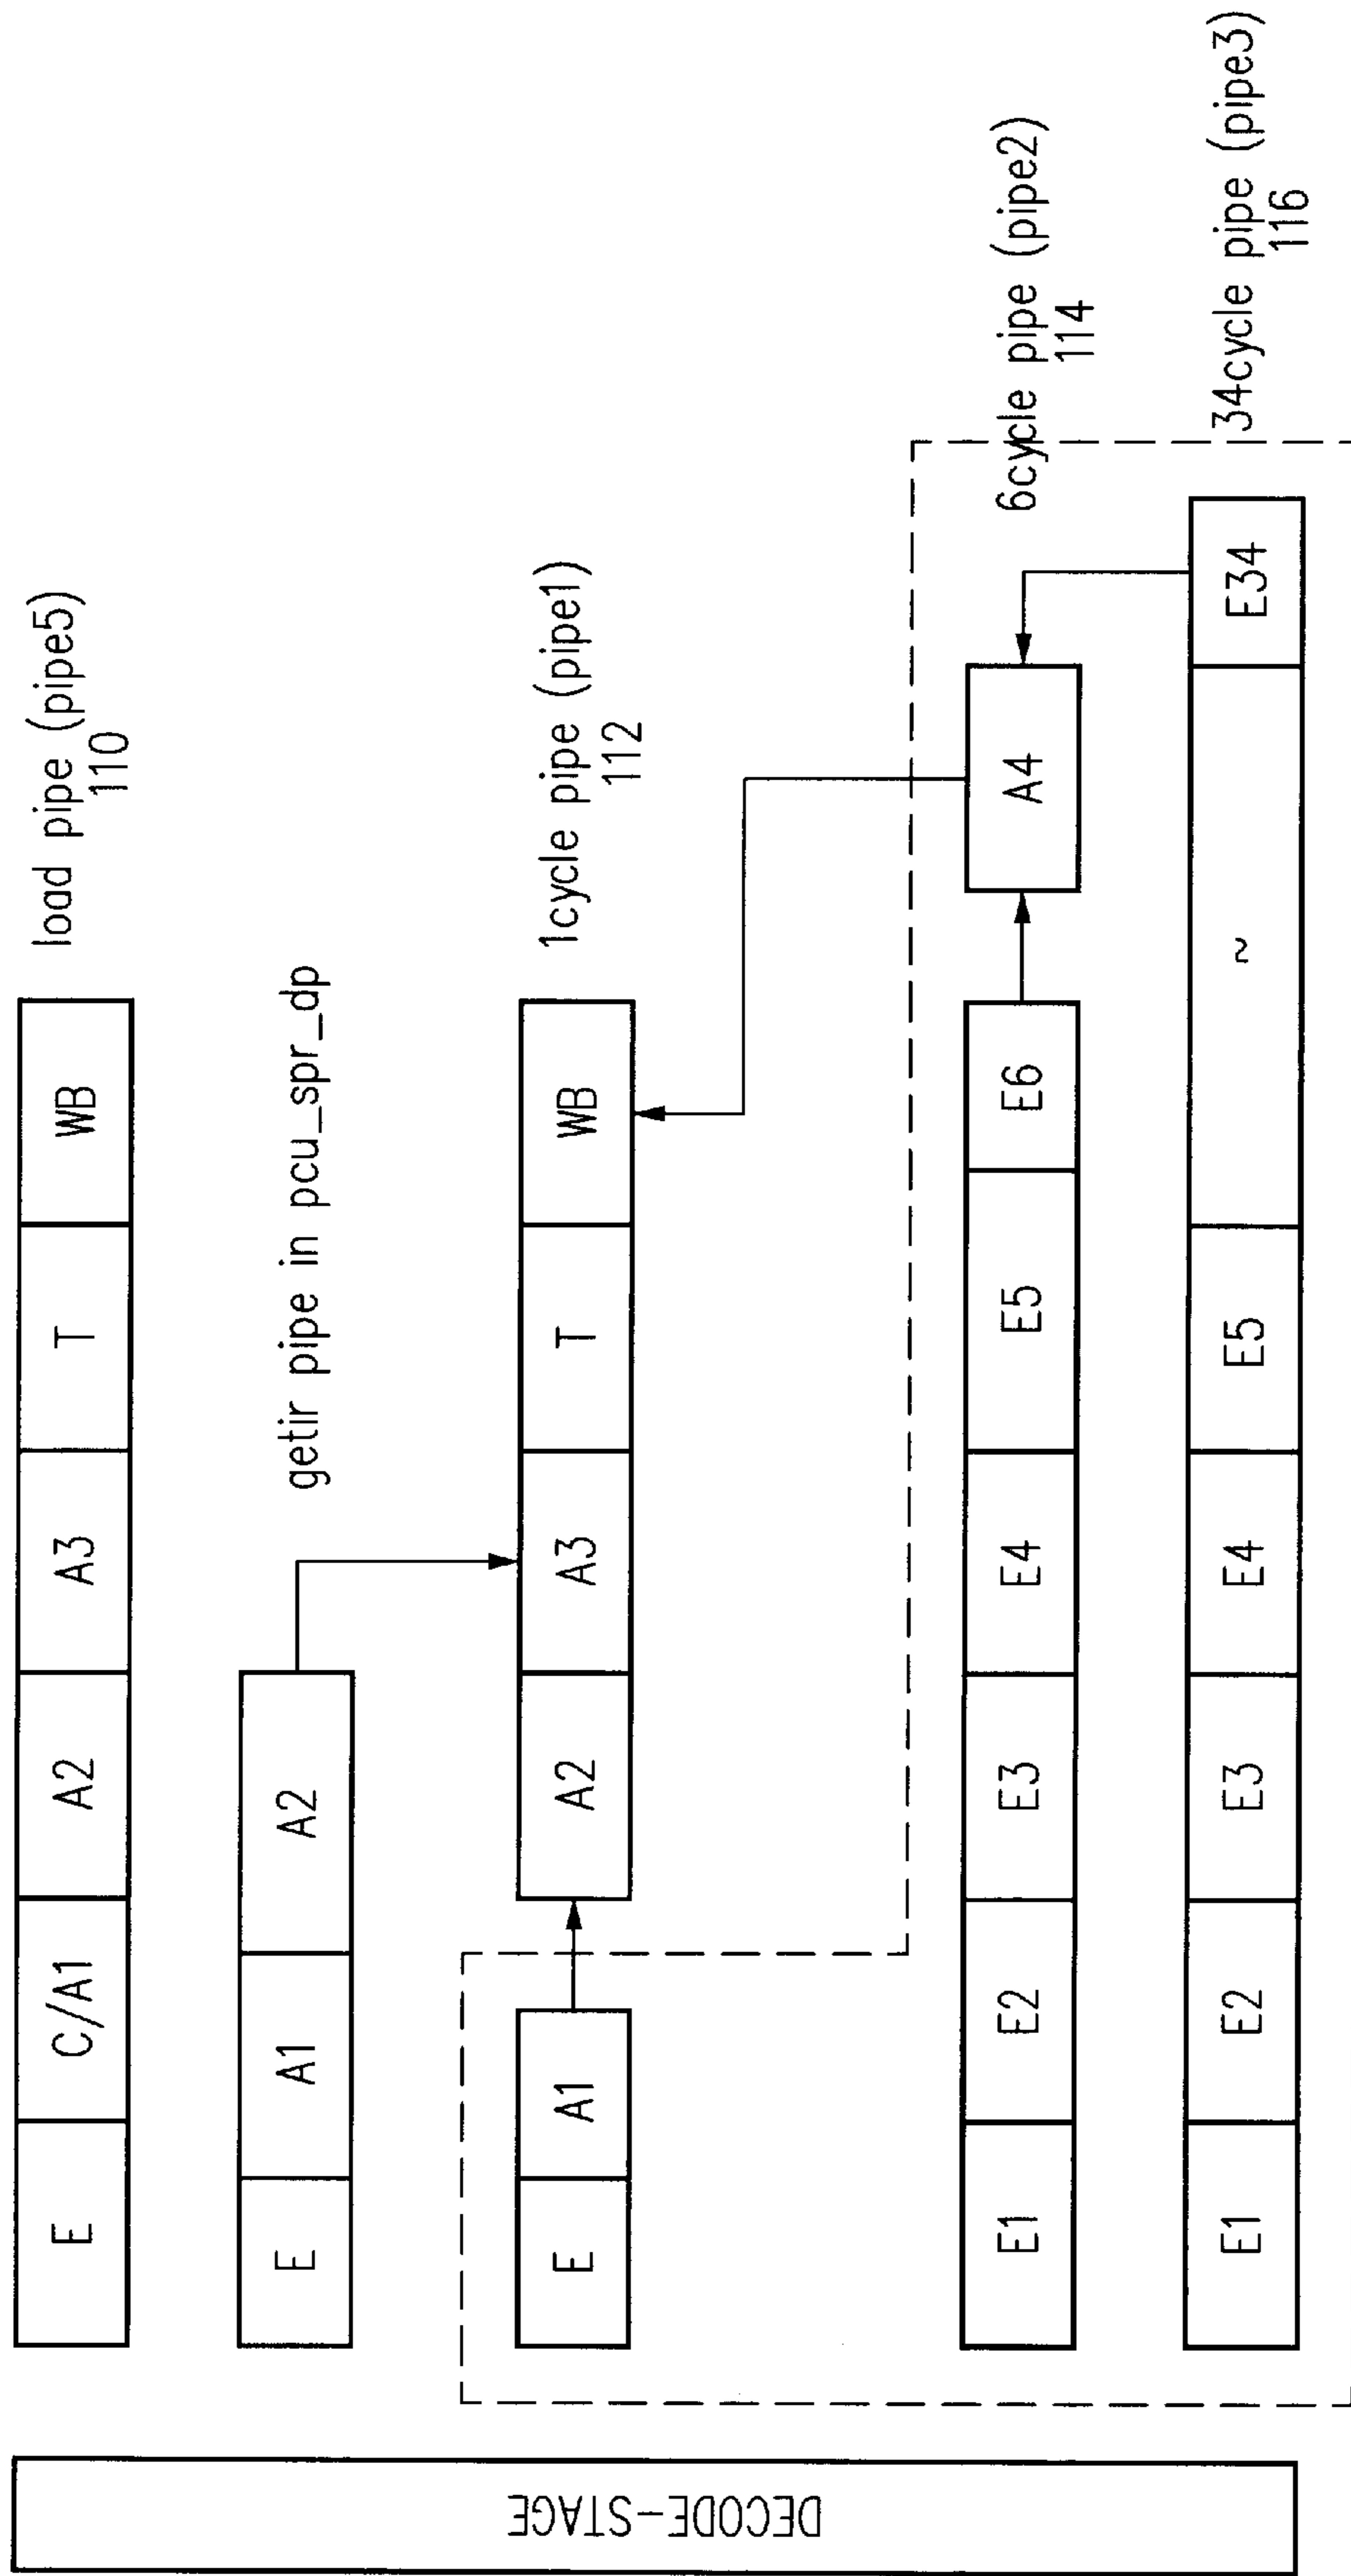 DECODE-STAGE
E C/A1 A2 A3 T WB
load pipe (pipe5)
110
E A1 A2
getir pipe in pcu_spr_dp
E A1 A2 A3 T WB
1cycle pipe (pipe1)
112
E1 E2 E3 E4 E5 E6 A4
6cycle pipe (pipe2)
114
E1 E2 E3 E4 E5 ~ E34
34cycle pipe (pipe3)
116